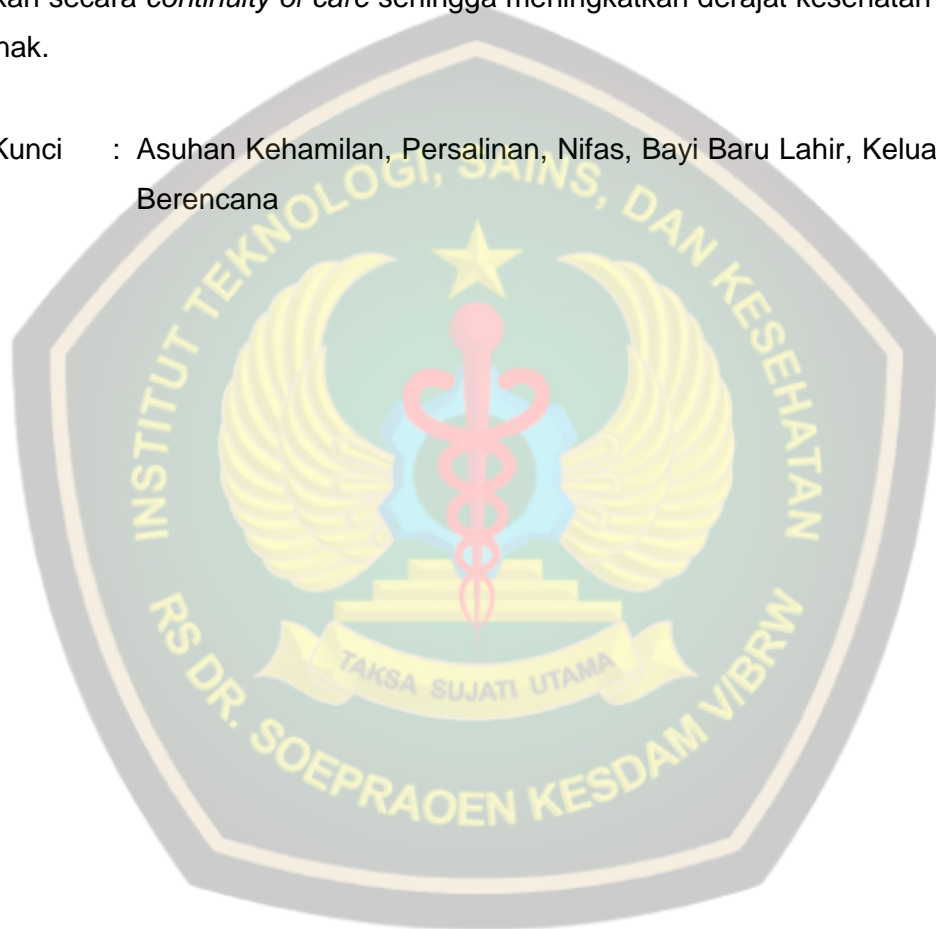 kan secara continuity of care sehingga meningkatkan derajat kesehatan
nak.
Kunci : Asuhan Kehamilan, Persalinan, Nifas, Bayi Baru Lahir, Kelua
Berencana
INSTITUT TEKNOLOGI, SAINS, DAN KESEHATAN
TAKSA SUJATI UTAMA
RS DR. SOEPRAOEN KESDAM V/BRW